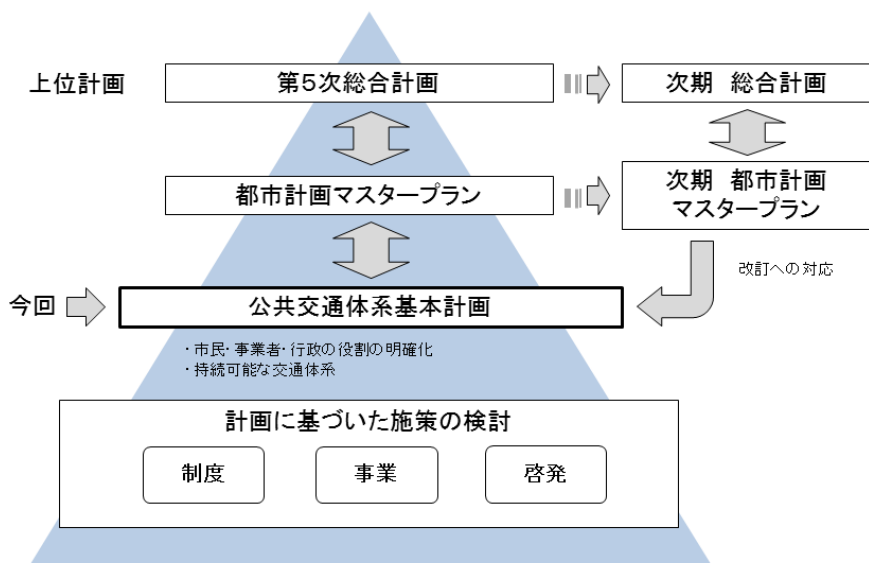 上位計画
第5次総合計画
次期　総合計画
都市計画マスタープラン
次期　都市計画
マスタープラン
改訂への対応
今回
公共交通体系基本計画
・市民・事業者・行政の役割の明確化
・持続可能な交通体系
計画に基づいた施策の検討
制度
事業
啓発